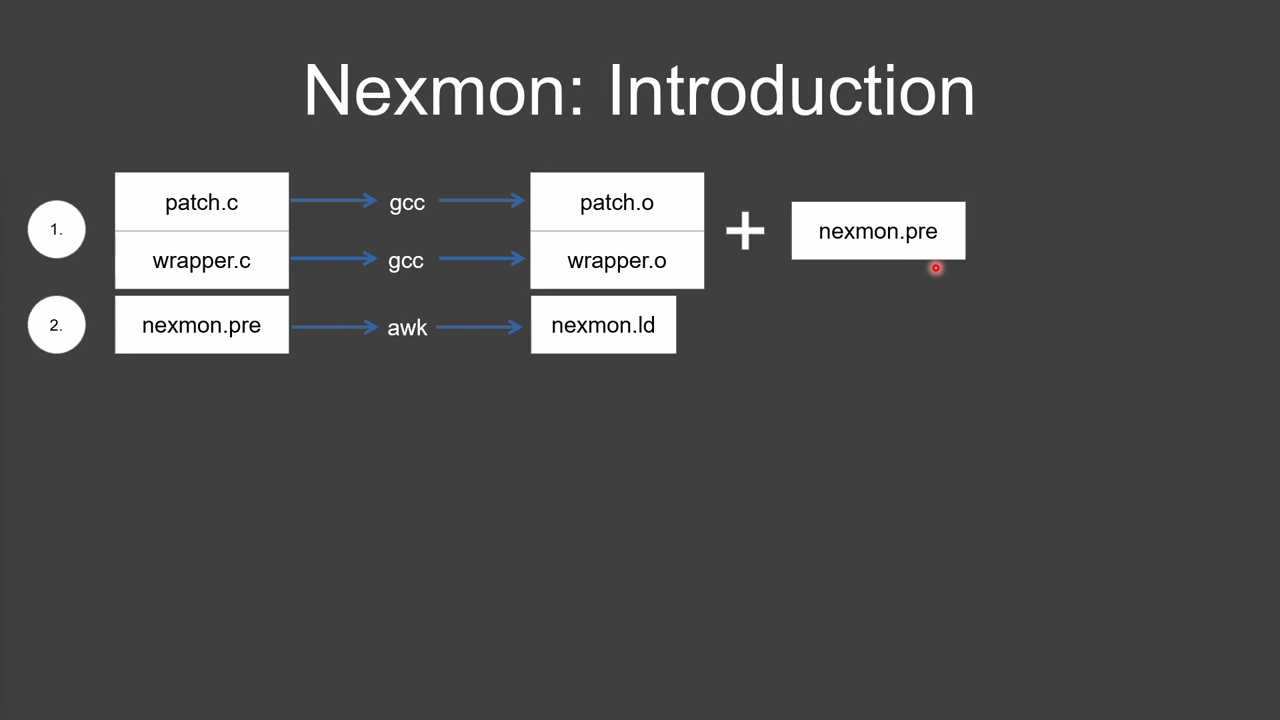 Nexmon: Introduction
1.
patch.c gcc patch.o
wrapper.c gcc wrapper.o
nexmon.pre
2.
nexmon.pre awk nexmon.ld